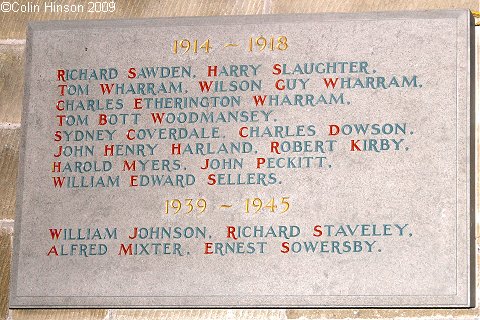 ©Colin Hinson 2009
1914 ~ 1918
RICHARD SAWDEN, HARRY SLAUGHTER,
TOM WHARRAM, WILSON GUY WHARRAM.
CHARLES ETHERINGTON WHARRAM.
TOM BOTT WOODMANSEY.
SYDNEY COVERDALE, CHARLES DOWSON.
JOHN HENRY HARLAND, ROBERT KIRBY,
HAROLD MYERS, JOHN PECKITT,
WILLIAM EDWARD SELLERS.
1939 ~ 1945
WILLIAM JOHNSON, RICHARD STAVELEY,
ALFRED MIXTER, ERNEST SOWERSBY.